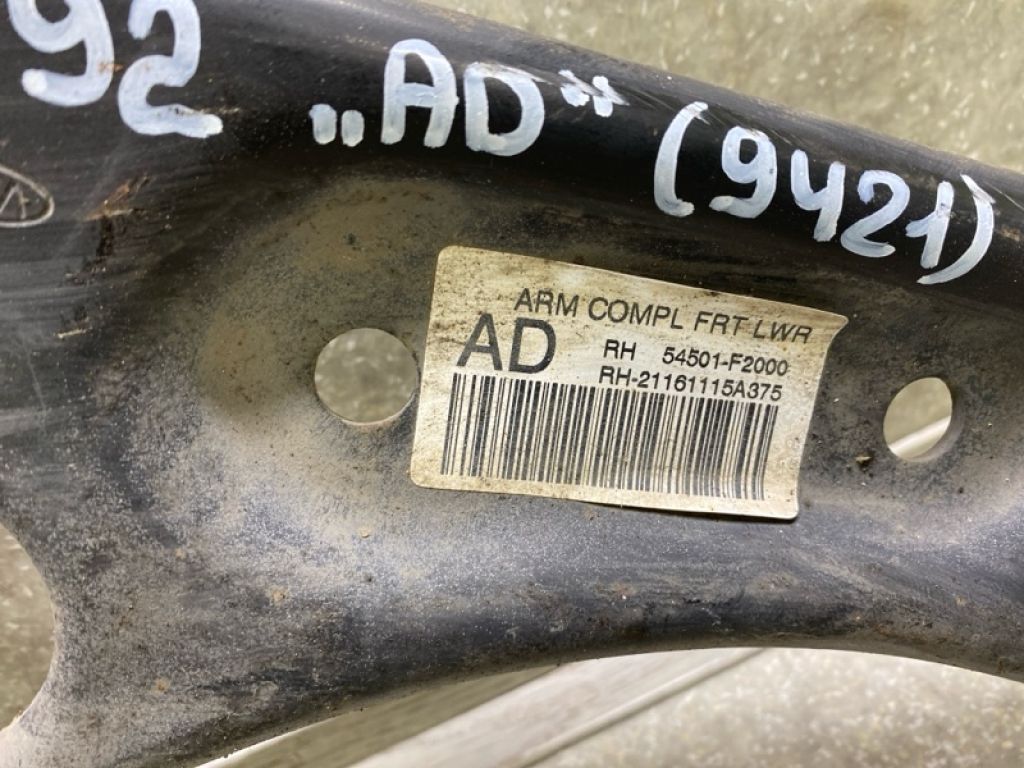 92 „AD" (9421)
ARM COMPL FRT LWR
AD
RH 54501-F2000
RH-21161115A375